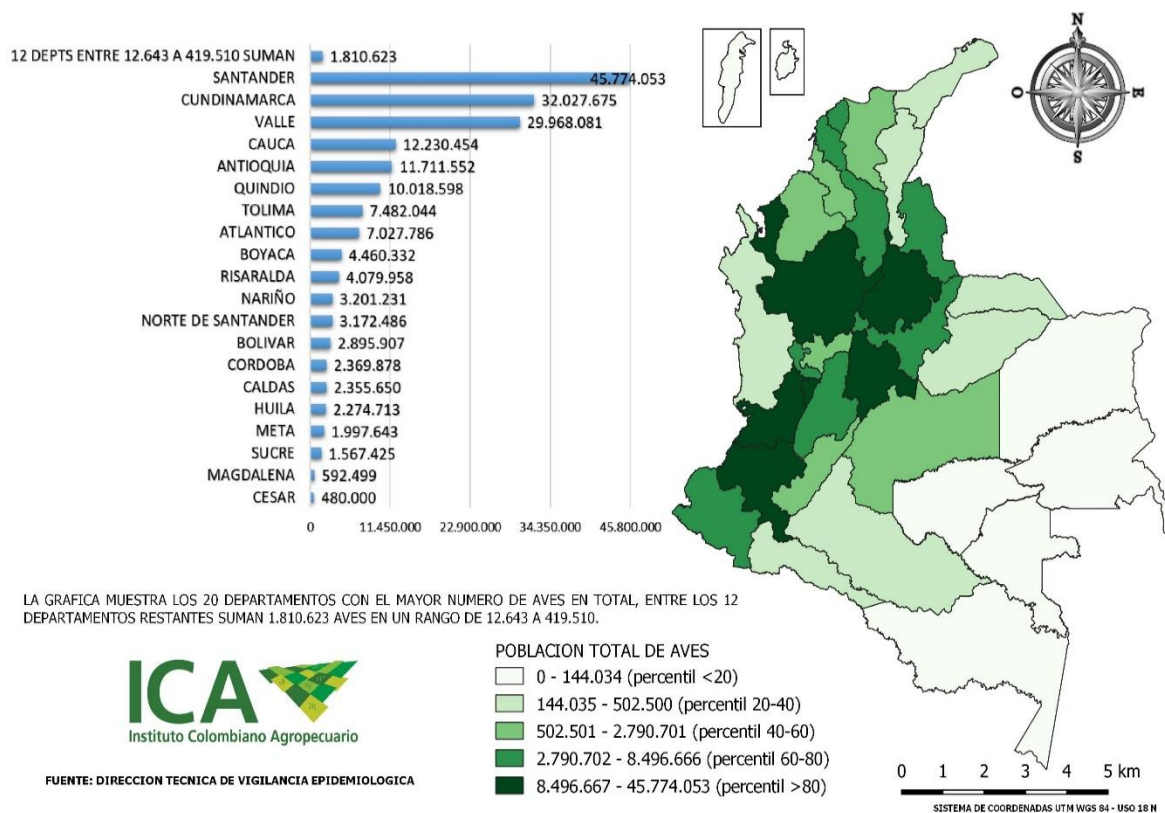 12 DEPTS ENTRE 12.643 A 419.510 SUMAN 1.810.623
SANTANDER 45.774.053
CUNDINAMARCA 32.027.675
VALLE 29.968.081
CAUCA 12.230.454
ANTIOQUIA 11.711.552
QUINDIO 10.018.598
TOLIMA 7.482.044
ATLANTICO 7.027.786
BOYACA 4.460.332
RISARALDA 4.079.958
NARIÑO 3.201.231
NORTE DE SANTANDER 3.172.486
BOLIVAR 2.895.907
CORDOBA 2.369.878
CALDAS 2.355.650
HUILA 2.274.713
META 1.997.643
SUCRE 1.567.425
MAGDALENA 592.499
CESAR 480.000
0 11.450.000 22.900.000 34.350.000 45.800.000
N
O E
S
LA GRAFICA MUESTRA LOS 20 DEPARTAMENTOS CON EL MAYOR NUMERO DE AVES EN TOTAL, ENTRE LOS 12
DEPARTAMENTOS RESTANTES SUMAN 1.810.623 AVES EN UN RANGO DE 12.643 A 419.510.
ICA
Instituto Colombiano Agropecuario
FUENTE: DIRECCION TECNICA DE VIGILANCIA EPIDEMIOLOGICA
POBLACION TOTAL DE AVES
0 - 144.034 (percentil <20)
144.035 - 502.500 (percentil 20-40)
502.501 - 2.790.701 (percentil 40-60)
2.790.702 - 8.496.666 (percentil 60-80)
8.496.667 - 45.774.053 (percentil >80)
0 1 2 3 4 5 km
SISTEMA DE COORDENADAS UTM WGS 84 - USO 18 N